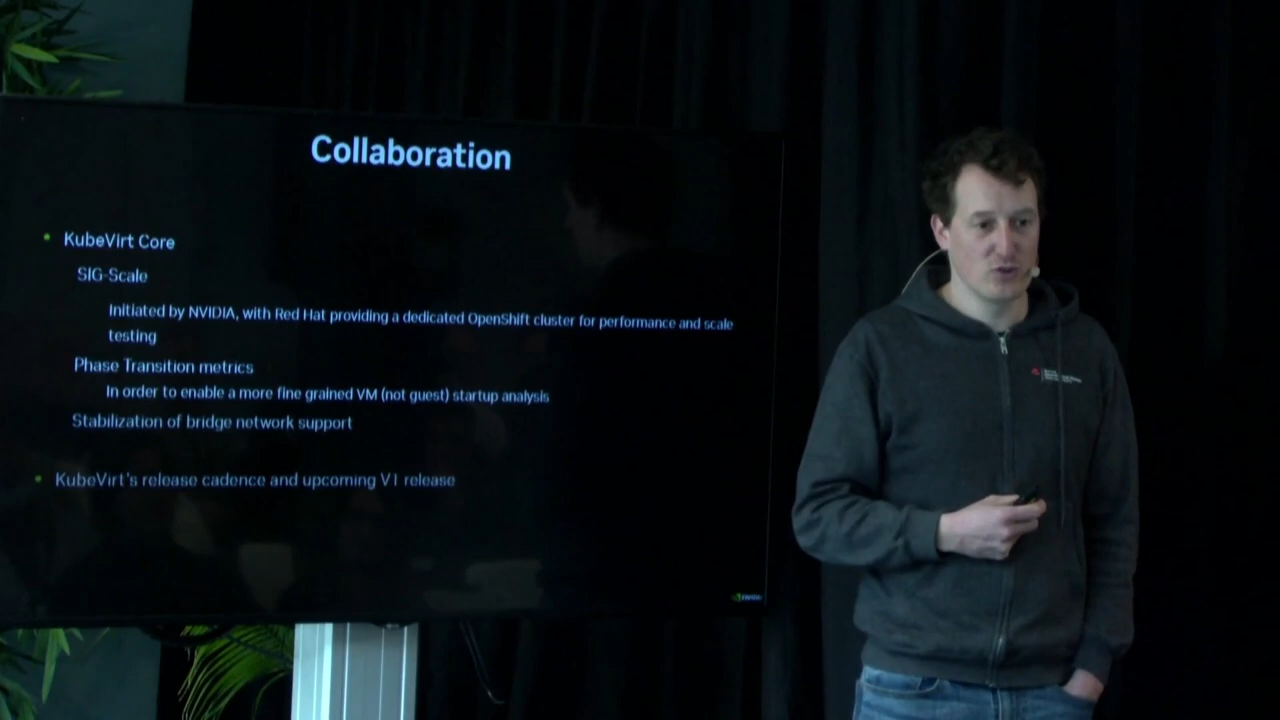 Collaboration
KubeVirt Core
SIG-Scale
Initiated by NVIDIA, with Red Hat providing a dedicated OpenShift cluster for performance and scale
testing
Phase Transition metrics
In order to enable a more fine grained VM (not guest) startup analysis
Stabilization of bridge network support
KubeVirt's release cadence and upcoming V1 release